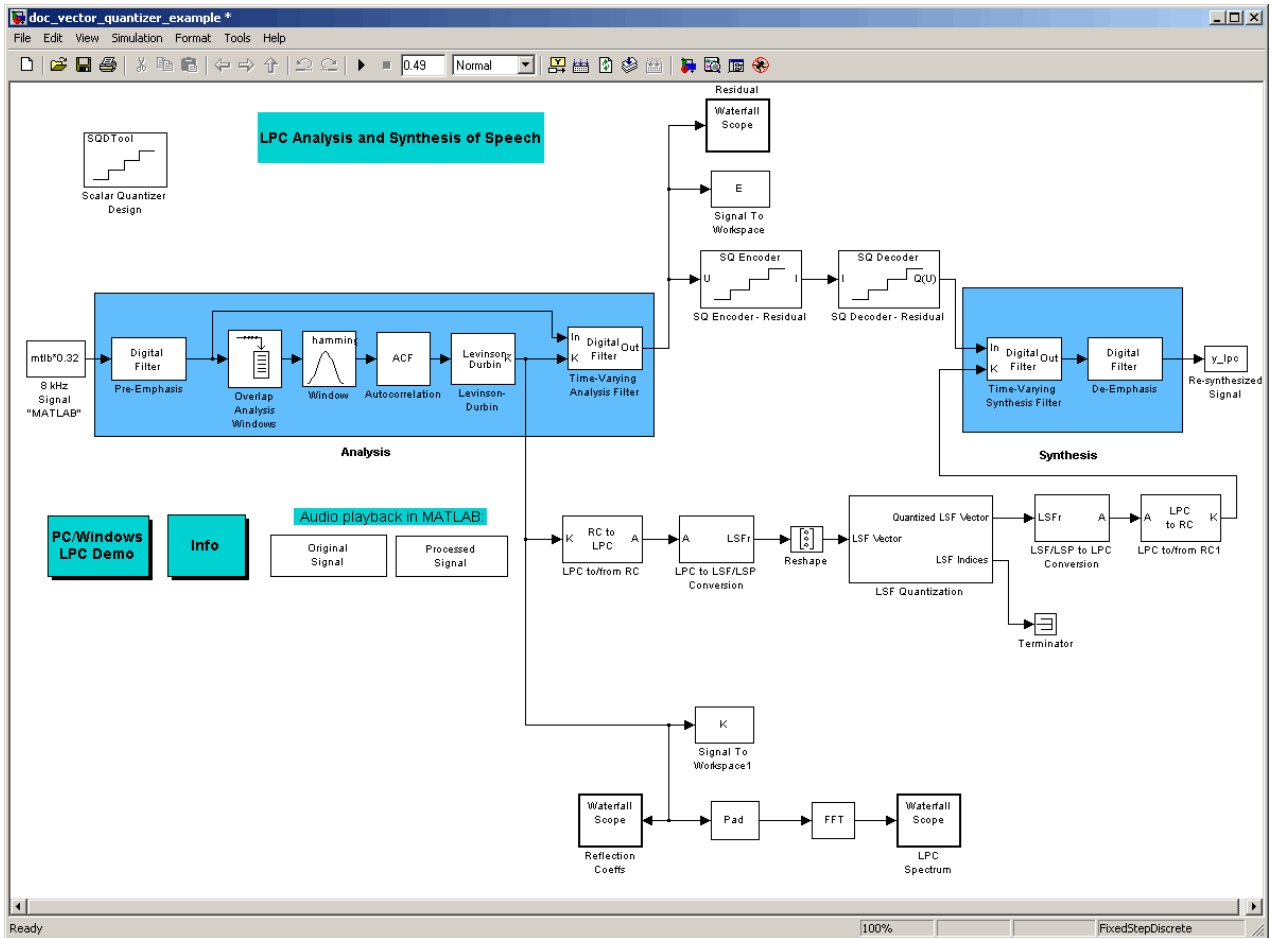 doc_vector_quantizer_example *
File Edit View Simulation Format Tools Help
0.49 Normal
Residual
Waterfall
Scope
SQDTool
Scalar Quantizer
Design
LPC Analysis and Synthesis of Speech
E
Signal To
Workspace
SQ Encoder
U I
SQ Encoder - Residual
SQ Decoder
I Q(U)
SQ Decoder - Residual
mtlb*0.32
8 kHz
Signal
"MATLAB"
Digital
Filter
Pre-Emphasis
Overlap
Analysis
Windows
hamming
Window
ACF
Autocorrelation
Levinson
Durbin
K
Levinson-
Durbin
In
K
Digital
Filter
Out
Time-Varying
Analysis Filter
Analysis
In
K
Digital
Filter
Out
Time-Varying
Synthesis Filter
Digital
Filter
De-Emphasis
Synthesis
y_lpc
Re-synthesized
Signal
PC/Windows
LPC Demo
Info
Audio playback in MATLAB:
Original
Signal
Processed
Signal
RC to
LPC
K A
LPC to/from RC
A LSFr
LPC to LSF/LSP
Conversion
Reshape
Quantized LSF Vector
LSF Vector
LSF Indices
LSF Quantization
LSFr A
LSF/LSP to LPC
Conversion
LPC
to RC
A K
LPC to/from RC1
Terminator
K
Signal To
Workspace1
Waterfall
Scope
Reflection
Coeffs
Pad
FFT
Waterfall
Scope
LPC
Spectrum
Ready 100% FixedStepDiscrete